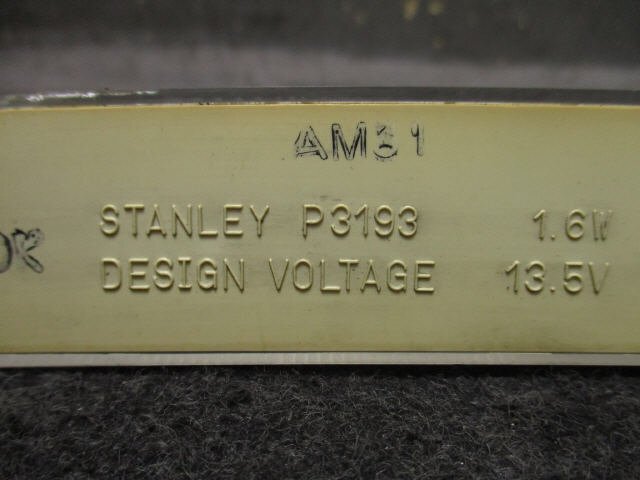 AM31
STANLEY P3193 1.6W
DESIGN VOLTAGE 13.5V